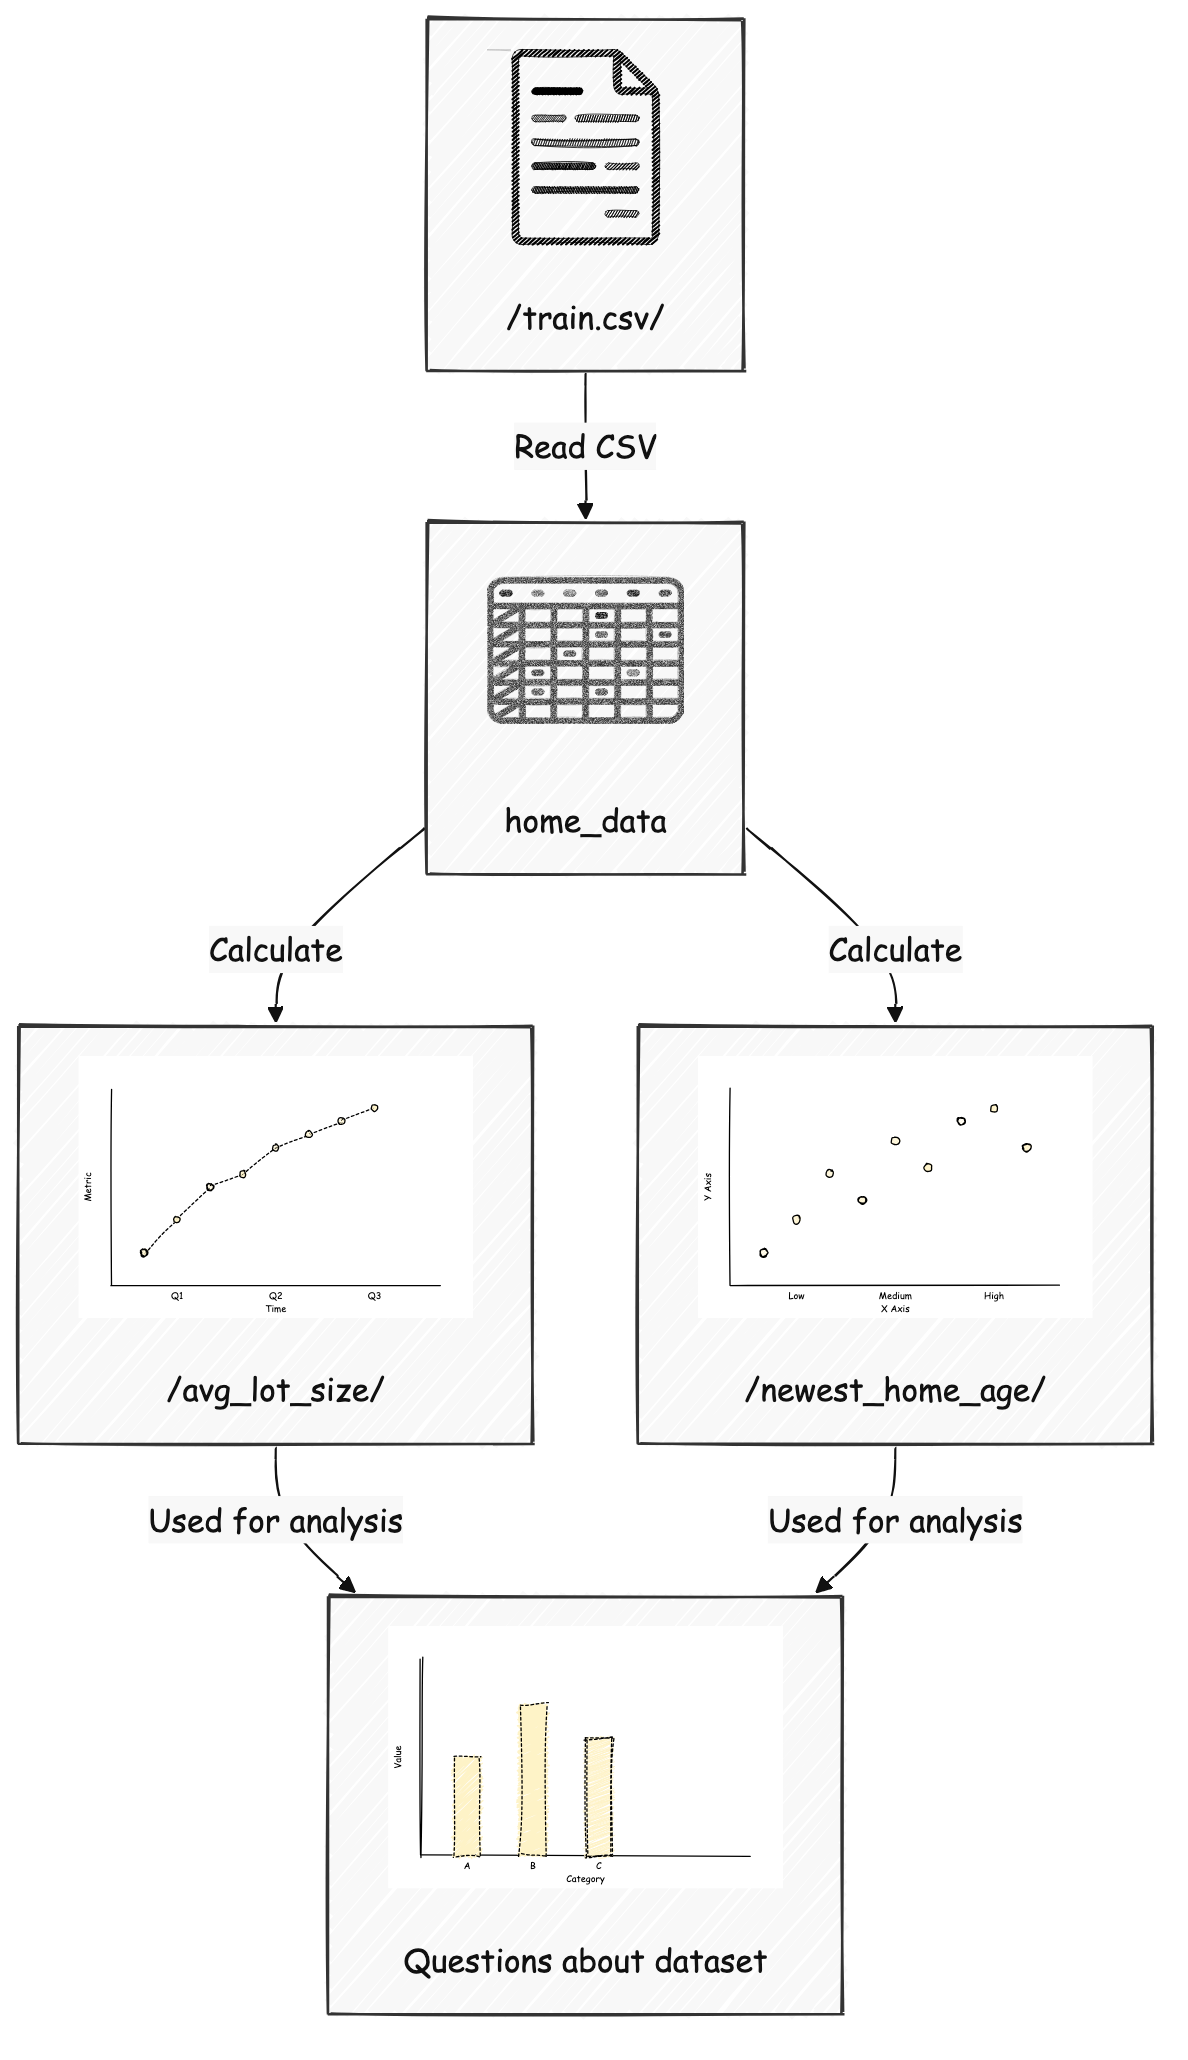 /train.csv/
Read CSV
home_data
Calculate
Calculate
Metric
Q1 Q2 Q3
Time
/avg_lot_size/
Y Axis
Low Medium High
X Axis
/newest_home_age/
Used for analysis
Used for analysis
Value
A B C
Category
Questions about dataset